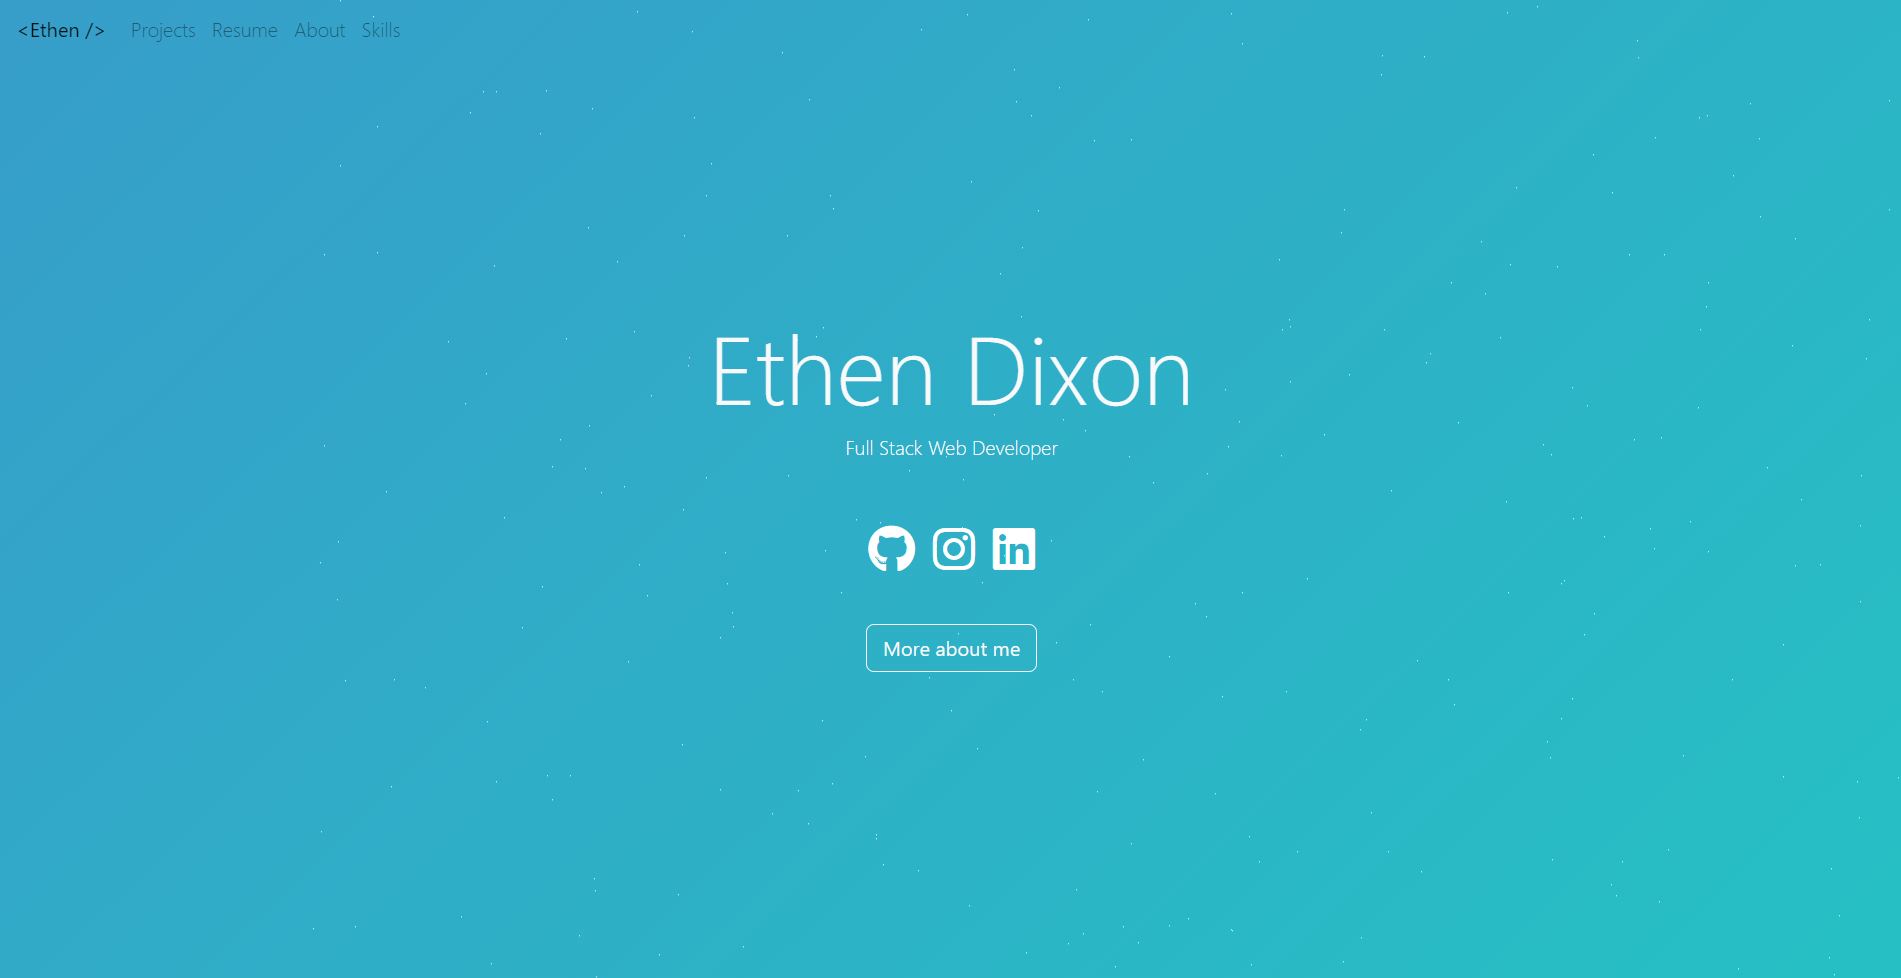 <Ethen /> Projects Resume About Skills
Ethen Dixon
Full Stack Web Developer
in
More about me